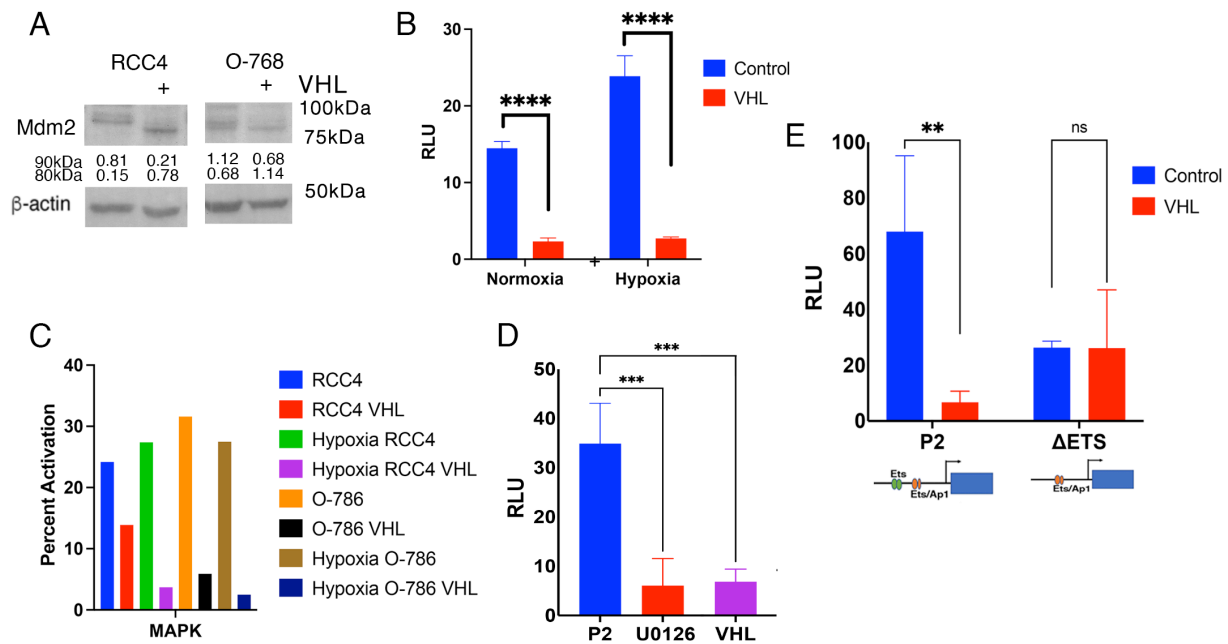 A
RCC4 O-768
+ + VHL
Mdm2
100kDa
75kDa
90kDa 0.81 0.21 1.12 0.68
80kDa 0.15 0.78 0.68 1.14
50kDa
β-actin
B
**** ****
30
20
10
0
RLU
Normoxia + Hypoxia
Control
VHL
C
40
30
20
10
0
Percent Activation
MAPK
RCC4
RCC4 VHL
Hypoxia RCC4
Hypoxia RCC4 VHL
O-786
O-786 VHL
Hypoxia O-786
Hypoxia O-786 VHL
D
***
***
50
40
30
20
10
0
RLU
P2 U0126 VHL
E
** ns
100
80
60
40
20
0
RLU
P2 ΔETS
Control
VHL
Ets
Ets/Ap1 Ets/Ap1